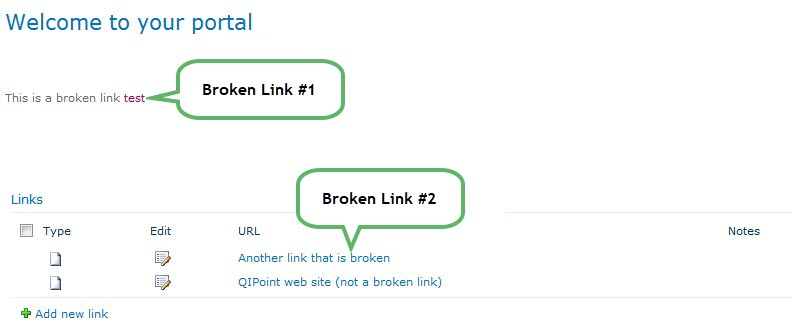 Welcome to your portal
Broken Link #1
This is a broken link test
Links
Broken Link #2
Type Edit URL Notes
Another link that is broken
QIPoint web site (not a broken link)
Add new link